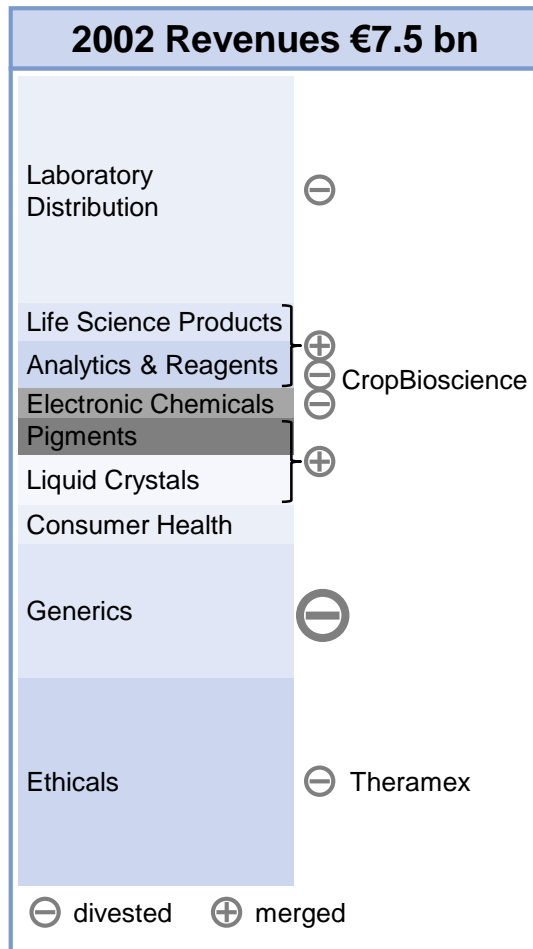 2002 Revenues €7.5 bn
Laboratory
Distribution
Life Science Products
Analytics & Reagents
CropBioscience
Electronic Chemicals
Pigments
Liquid Crystals
Consumer Health
Generics
Ethicals
Theramex
divested
merged